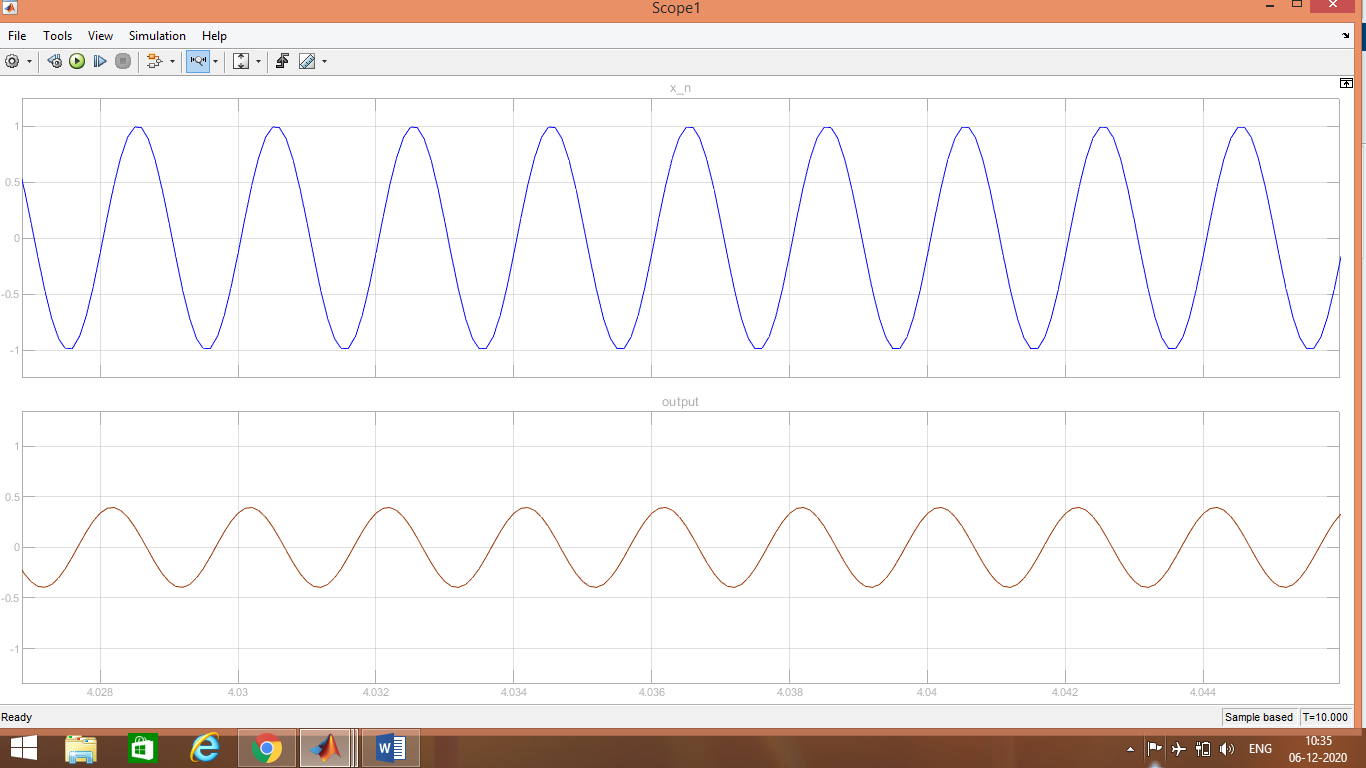 Scope1
File Tools View Simulation Help
x_n
1
0.5
0
-0.5
-1
output
1
0.5
0
-0.5
-1
4.028 4.03 4.032 4.034 4.036 4.038 4.04 4.042 4.044
Ready Sample based T=10.000
W ENG 10:35
06-12-2020